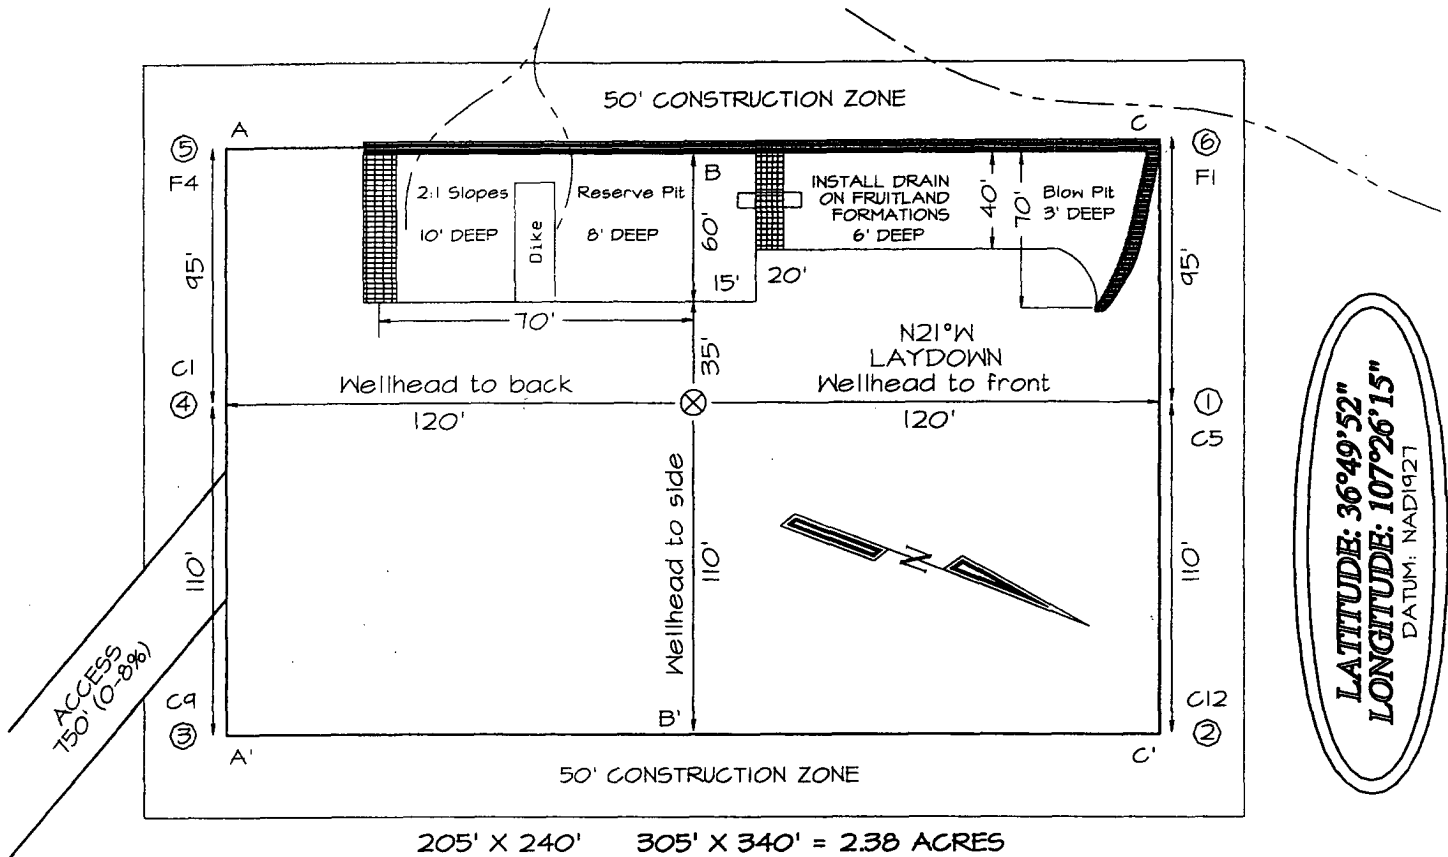 50' CONSTRUCTION ZONE
A
C
5
6
F4
F1
95'
95'
2:1 Slopes
10' DEEP
Dike
Reserve Pit
8' DEEP
B
60'
15'
20'
INSTALL DRAIN
ON FRUITLAND
FORMATIONS
6' DEEP
40'
70'
Blow Pit
3' DEEP
70'
35'
N21°W
LAYDOWN
Wellhead to back
Wellhead to front
C1
4
120'
120'
1
C5
Wellhead to side
110'
110'
110'
N
ACCESS
750' (0-8%)
C9
3
B'
C12
2
A'
C'
50' CONSTRUCTION ZONE
205' X 240' 305' X 340' = 2.38 ACRES
LATITUDE: 36°49'52"
LONGITUDE: 107°26'15"
DATUM: NAD1927